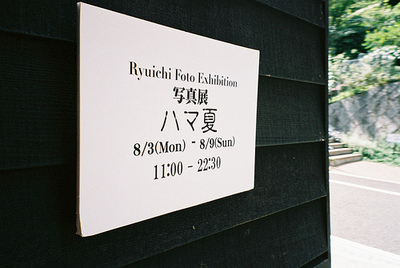 Ryuichi Foto Exhibition
写真展
ハマ夏
8/3(Mon) - 8/9(Sun)
11:00 - 22:30